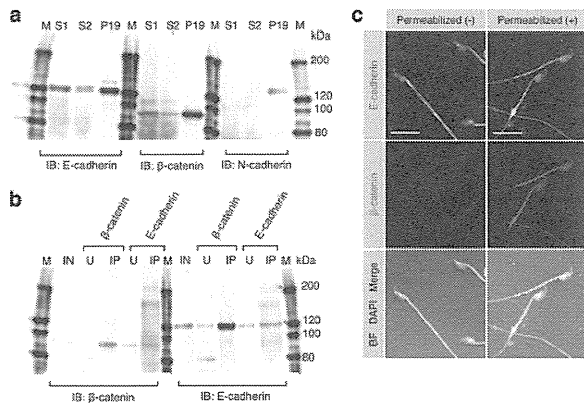 a
M S1 S2 P19 M S1 S2 P19 M S1 S2 P19 M
kDa
200
120
100
80
IB: E-cadherin IB: β-catenin IB: N-cadherin
b
β-catenin E-cadherin β-catenin E-cadherin
M IN U IP U IP M IN U IP U IP M kDa
200
120
100
80
IB: β-catenin IB: E-cadherin
c
Permeabilized (-) Permeabilized (+)
E-cadherin
β-catenin
BF DAPI Merge